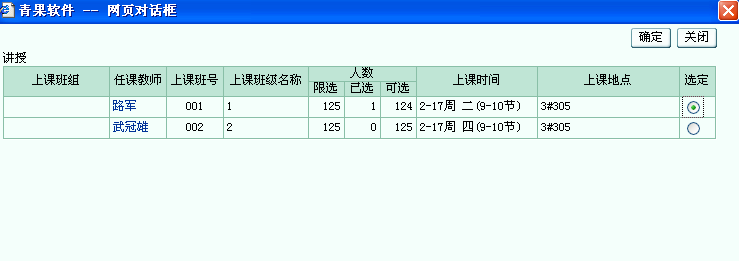 青果软件 -- 网页对话框
确定 关闭
讲授
上课班组 任课教师 上课班号 上课班级名称 人数 上课时间 上课地点 选定
限选 已选 可选
路军 001 1 125 1 124 2-17周 二(9-10节) 3#305
武冠雄 002 2 125 0 125 2-17周 四(9-10节) 3#305